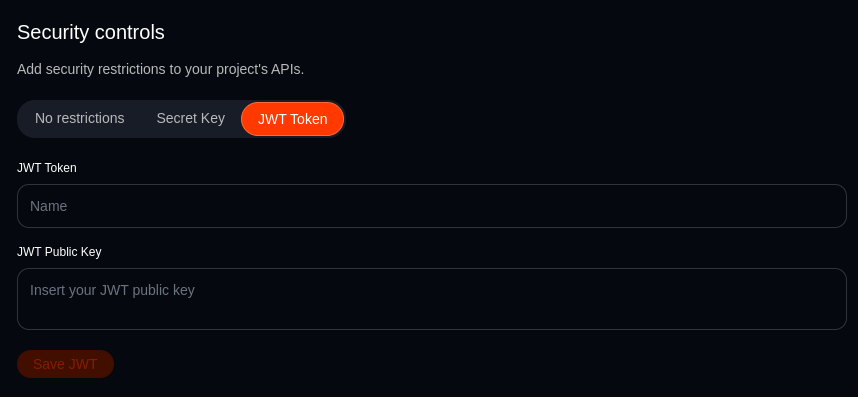 Security controls
Add security restrictions to your project's APIs.
No restrictions Secret Key JWT Token
JWT Token
Name
JWT Public Key
Insert your JWT public key
Save JWT